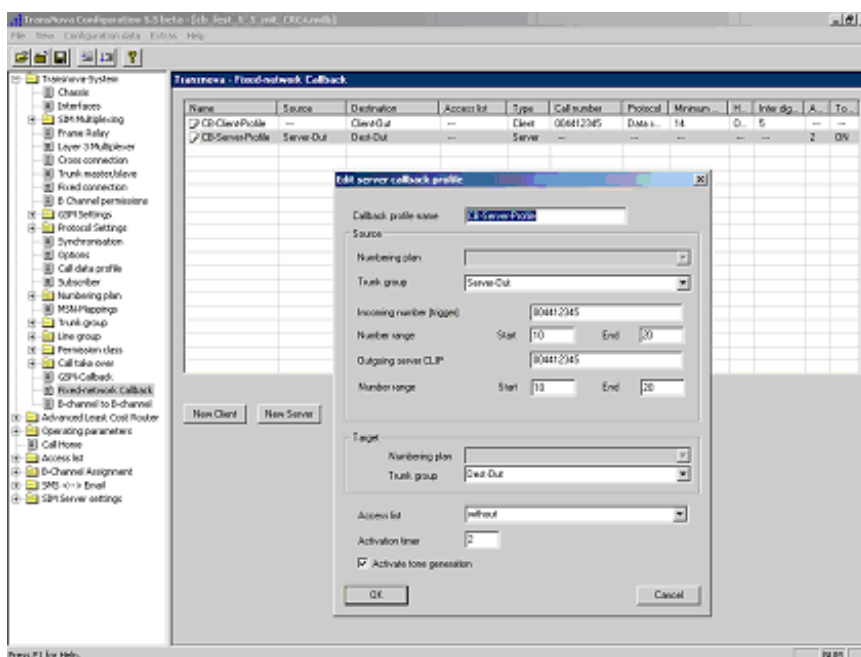 TransNova Configuration 5.5 beta - [cb_fest_5_5_mit_CRC4.mdb]
File View Configuration data Extras Help
Transnova-System
Chassis
Interfaces
SIM Multiplexing
Frame Relay
Layer 3 Multiplexer
Cross connection
Trunk master/slave
Fixed connection
B Channel permissions
GSM Settings
Protocol Settings
Synchronisation
Options
Call data profile
Subscriber
Numbering plan
MSN-Mappings
Trunk group
Line group
Permission class
Call take over
GSM-Callback
Fixed-network Callback
B-channel to B-channel
Advanced Least Cost Router
Operating parameters
Call Home
Access list
B-Channel Assignment
SMS <--> Email
SIM Server settings
Transnova - Fixed-network Callback
Name Source Destination Access list Type Call number Protocol Minimum ... H... Inter dig... A... To...
CB-Client-Profile --- Client-Out --- Client 004412345 Data s... 14 O... 5 --- ---
CB-Server-Profile Server-Out Dest-Out --- Server --- --- --- --- --- 2 ON
New Client New Server
Edit server callback profile
Callback profile name CB-Server-Profile
Source
Numbering plan
Trunk group Server-Out
Incoming number (trigger) 004412345
Number range Start 10 End 20
Outgoing server CLIP 004412345
Number range Start 10 End 20
Target
Numbering plan
Trunk group Dest-Out
Access list without
Activation timer 2
Activate tone generation
OK Cancel
Press F1 for Help.
NUM